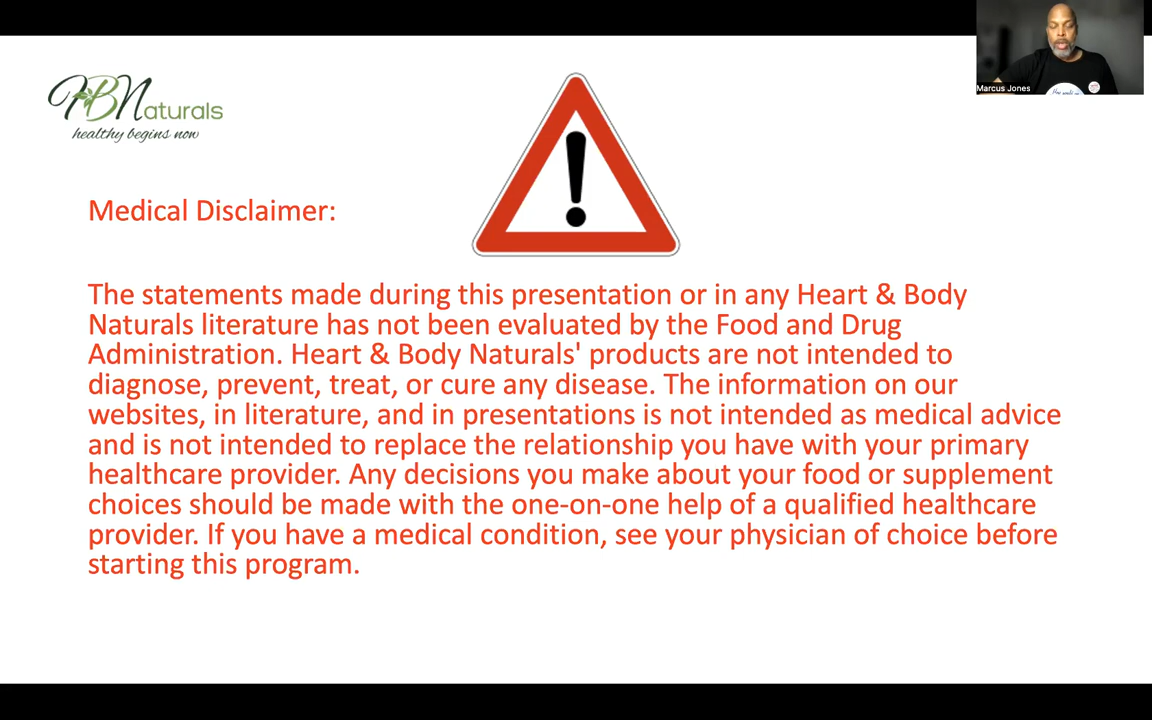 HBNaturals
healthy begins now
Marcus Jones
Medical Disclaimer:
The statements made during this presentation or in any Heart & Body
Naturals literature has not been evaluated by the Food and Drug
Administration. Heart & Body Naturals' products are not intended to
diagnose, prevent, treat, or cure any disease. The information on our
websites, in literature, and in presentations is not intended as medical advice
and is not intended to replace the relationship you have with your primary
healthcare provider. Any decisions you make about your food or supplement
choices should be made with the one-on-one help of a qualified healthcare
provider. If you have a medical condition, see your physician of choice before
starting this program.